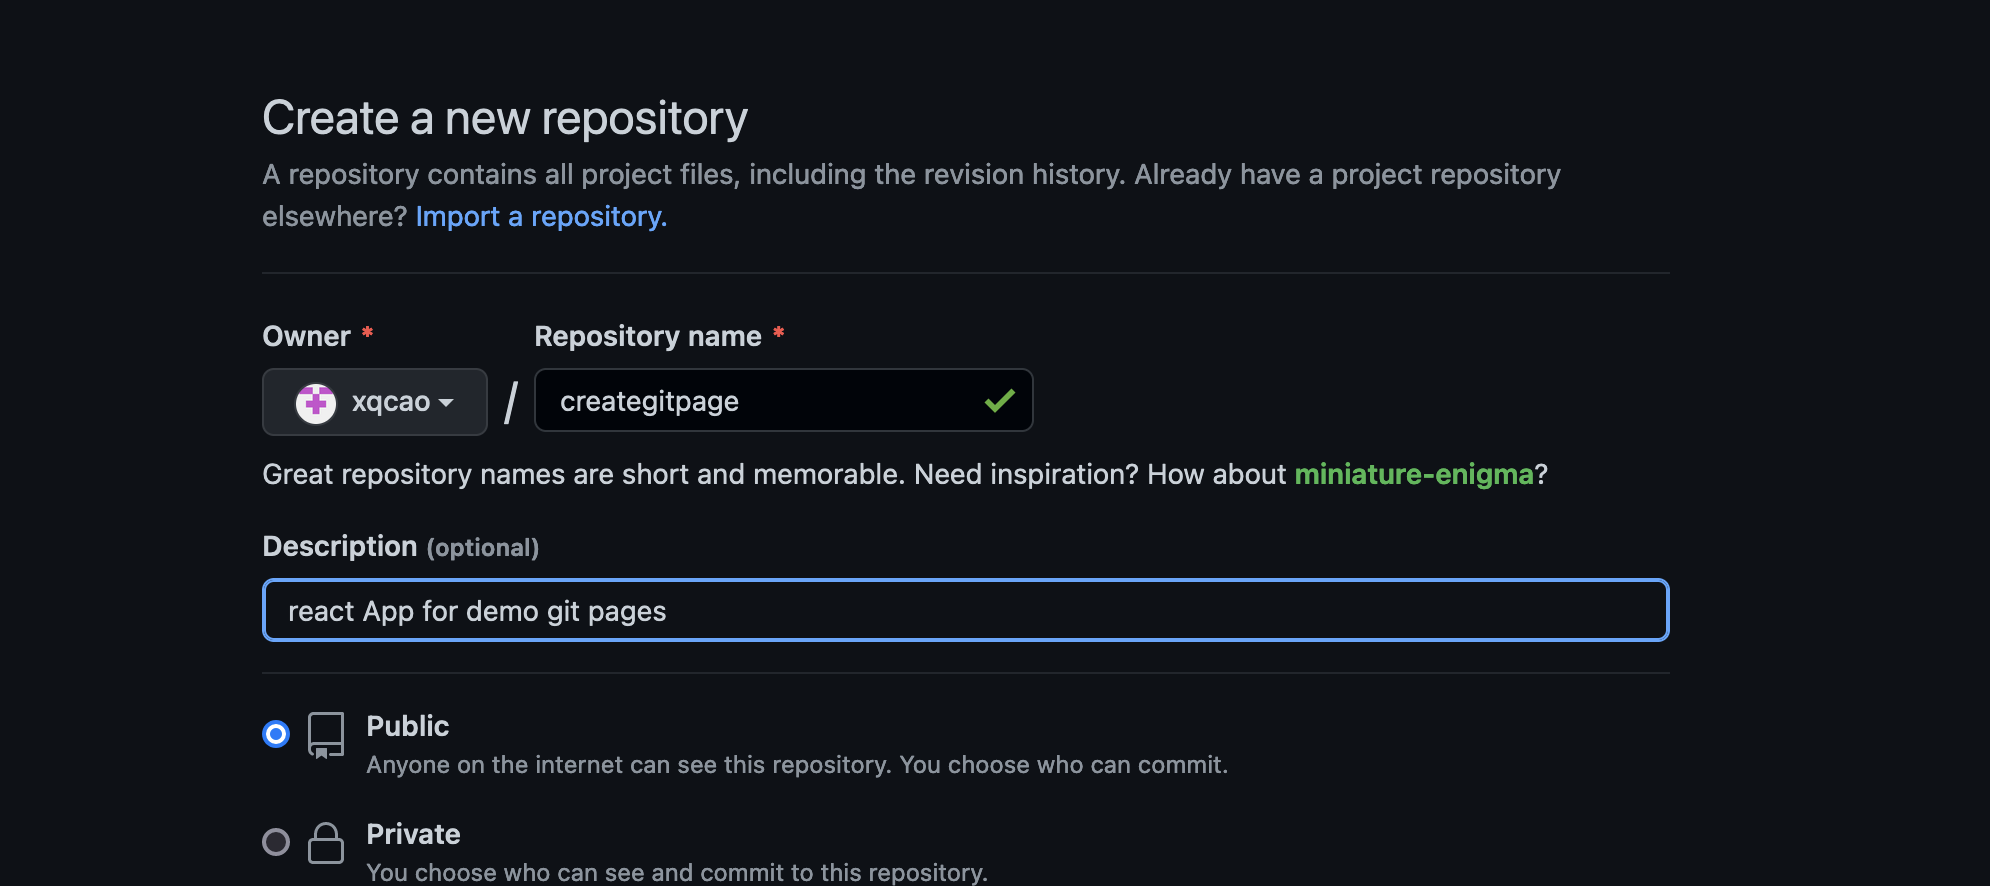 Create a new repository
A repository contains all project files, including the revision history. Already have a project repository
elsewhere? Import a repository.
Owner * Repository name *
xqcao / creategitpage
Great repository names are short and memorable. Need inspiration? How about miniature-enigma?
Description (optional)
react App for demo git pages
Public
Anyone on the internet can see this repository. You choose who can commit.
Private
You choose who can see and commit to this repository.